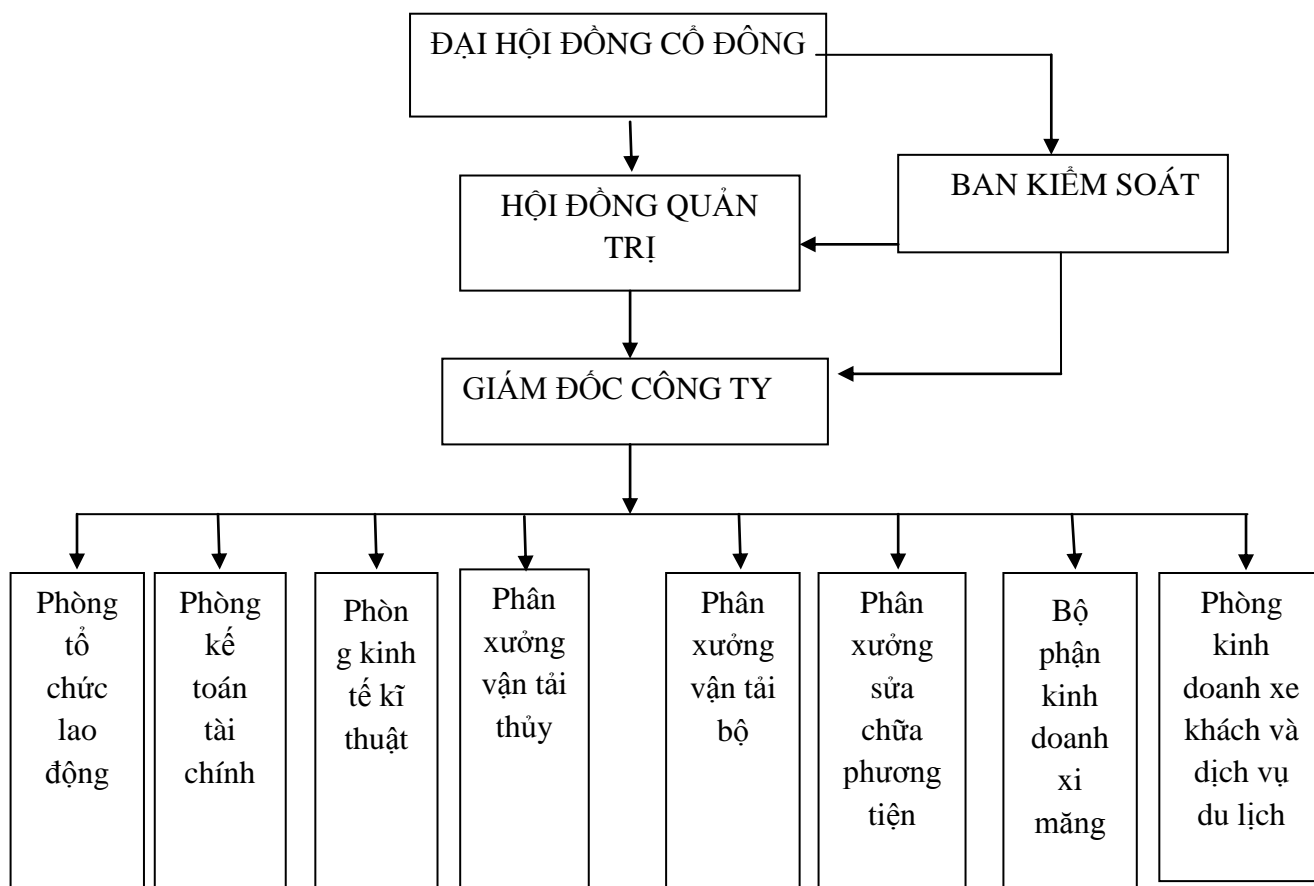 ĐẠI HỘI ĐỒNG CỔ ĐÔNG
BAN KIỂM SOÁT
HỘI ĐỒNG QUẢN
TRỊ
GIÁM ĐỐC CÔNG TY
Phòng
tổ
chức
lao
động
Phòng
kế
toán
tài
chính
Phòn
g kinh
tế kĩ
thuật
Phân
xưởng
vận tải
thủy
Phân
xưởng
vận tải
bộ
Phân
xưởng
sửa
chữa
phương
tiện
Bộ
phận
kinh
doanh
xi
măng
Phòng
kinh
doanh xe
khách và
dịch vụ
du lịch